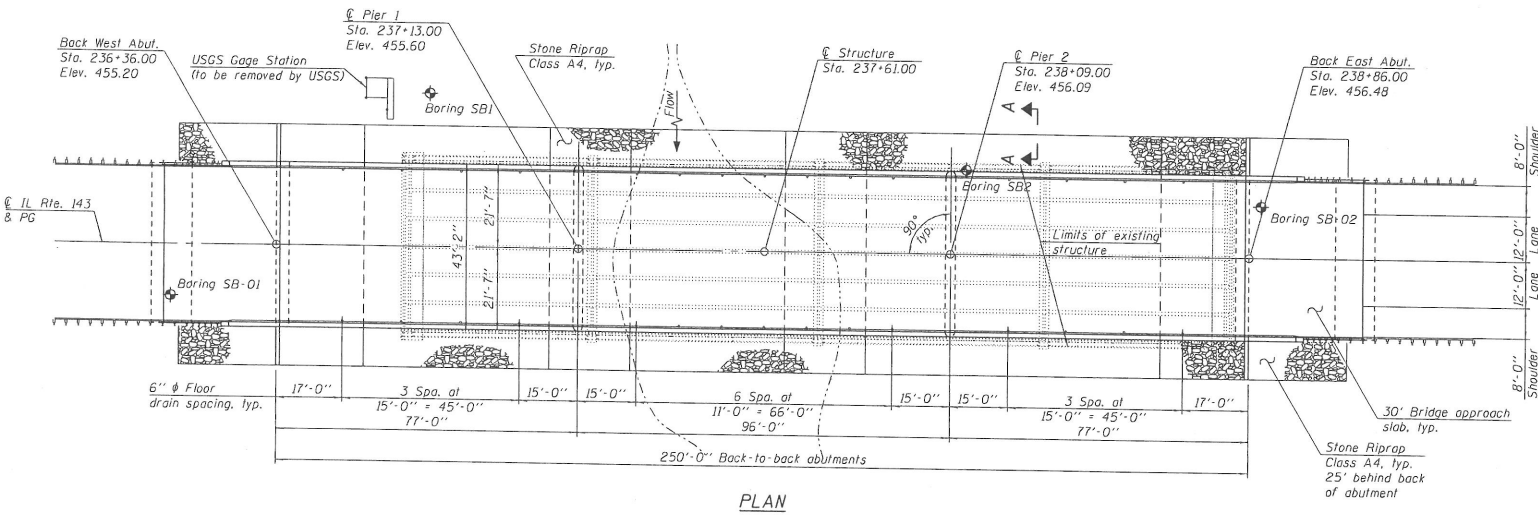 ℄ Pier 1
Sta. 237+13.00
Elev. 455.60
Back West Abut.
Sta. 236+36.00
Elev. 455.20
USGS Gage Station
(to be removed by USGS)
Stone Riprap
Class A4, typ.
℄ Structure
Sta. 237+61.00
℄ Pier 2
Sta. 238+09.00
Elev. 456.09
Back East Abut.
Sta. 238+86.00
Elev. 456.48
Boring SB1
Flow
A
A
8'-0"
Shoulder
Boring SB2
Boring SB-02
℄ IL Rte. 143
& PG
43'-2"
21'-7"
21'-7"
90°
typ.
Limits of existing
structure
12'-0"
Lane
12'-0"
Lane
Boring SB-01
8'-0"
Shoulder
6" ϕ Floor
drain spacing, typ.
17'-0"
3 Spa. at
15'-0" = 45'-0"
15'-0"
15'-0"
6 Spa. at
11'-0" = 66'-0"
15'-0"
15'-0"
3 Spa. at
15'-0" = 45'-0"
17'-0"
77'-0"
96'-0"
77'-0"
250'-0" Back-to-back abutments
30' Bridge approach
slab, typ.
Stone Riprap
Class A4, typ.
25' behind back
of abutment
PLAN